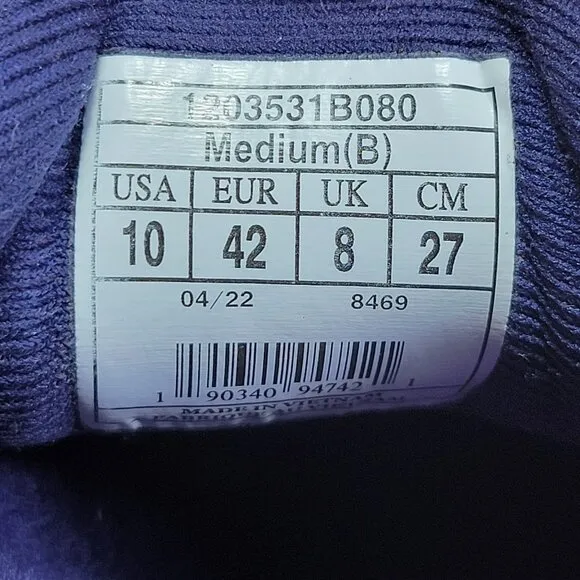 1203531B080
Medium(B)
USA EUR UK CM
10 42 8 27
04/22 8469
1 90340 94742 1
MADE IN VIETNAM